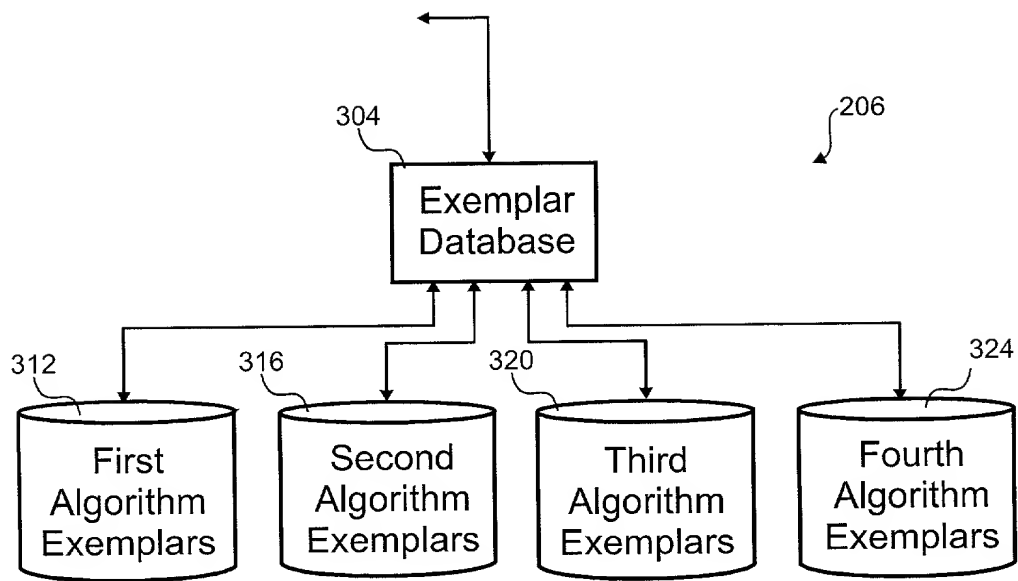 206
304
Exemplar
Database
312
316
320
324
First
Algorithm
Exemplars
Second
Algorithm
Exemplars
Third
Algorithm
Exemplars
Fourth
Algorithm
Exemplars